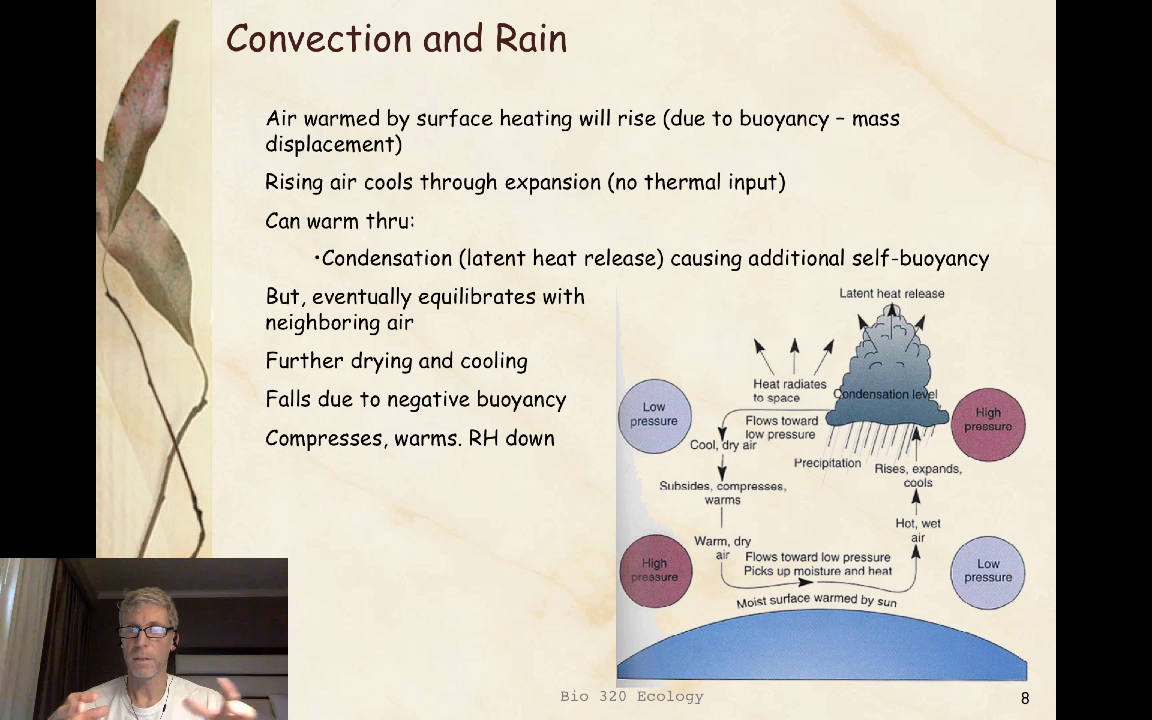 Convection and Rain
Air warmed by surface heating will rise (due to buoyancy – mass
displacement)
Rising air cools through expansion (no thermal input)
Can warm thru:
•Condensation (latent heat release) causing additional self-buoyancy
But, eventually equilibrates with
neighboring air
Further drying and cooling
Falls due to negative buoyancy
Compresses, warms. RH down
Latent heat release
Heat radiates
to space
Condensation level
Low
pressure
High
pressure
Flows toward
low pressure
Cool, dry air
Precipitation
Rises, expands,
cools
Subsides, compresses,
warms
Hot, wet
air
Warm, dry
air
High
pressure
Flows toward low pressure
Picks up moisture and heat
Low
pressure
Moist surface warmed by sun
Bio 320 Ecology
8